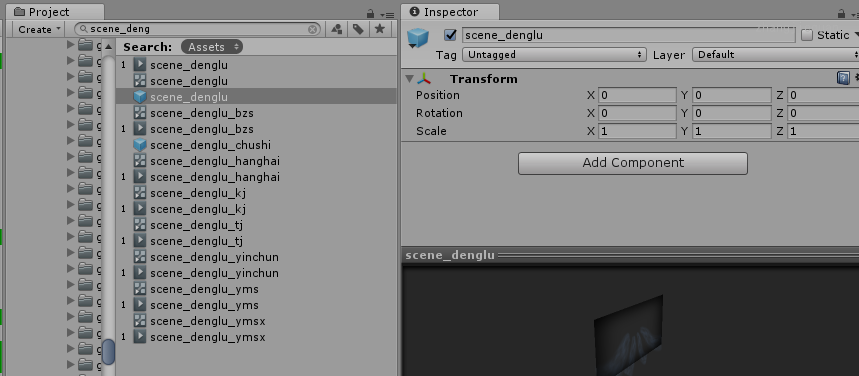 Project
Create
scene_deng
Search: Assets
1 scene_denglu
scene_denglu
scene_denglu
scene_denglu_bzs
1 scene_denglu_bzs
scene_denglu_chushi
scene_denglu_hanghai
1 scene_denglu_hanghai
scene_denglu_kj
1 scene_denglu_kj
scene_denglu_tj
1 scene_denglu_tj
scene_denglu_yinchun
1 scene_denglu_yinchun
scene_denglu_yms
1 scene_denglu_yms
scene_denglu_ymsx
1 scene_denglu_ymsx
Inspector
scene_denglu Static
Tag Untagged Layer Default
Transform
Position X 0 Y 0 Z 0
Rotation X 0 Y 0 Z 0
Scale X 1 Y 1 Z 1
Add Component
scene_denglu